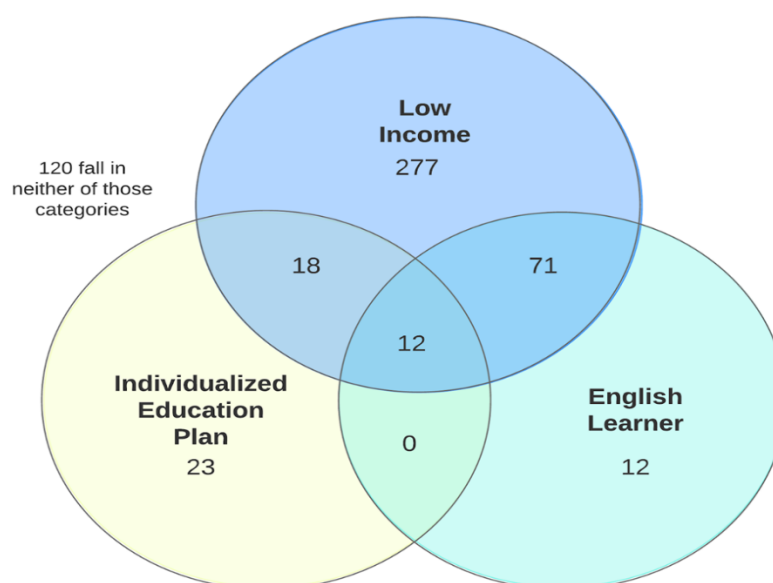 Low
Income
277
120 fall in
neither of those
categories
18
71
12
Individualized
Education
Plan
23
0
English
Learner
12